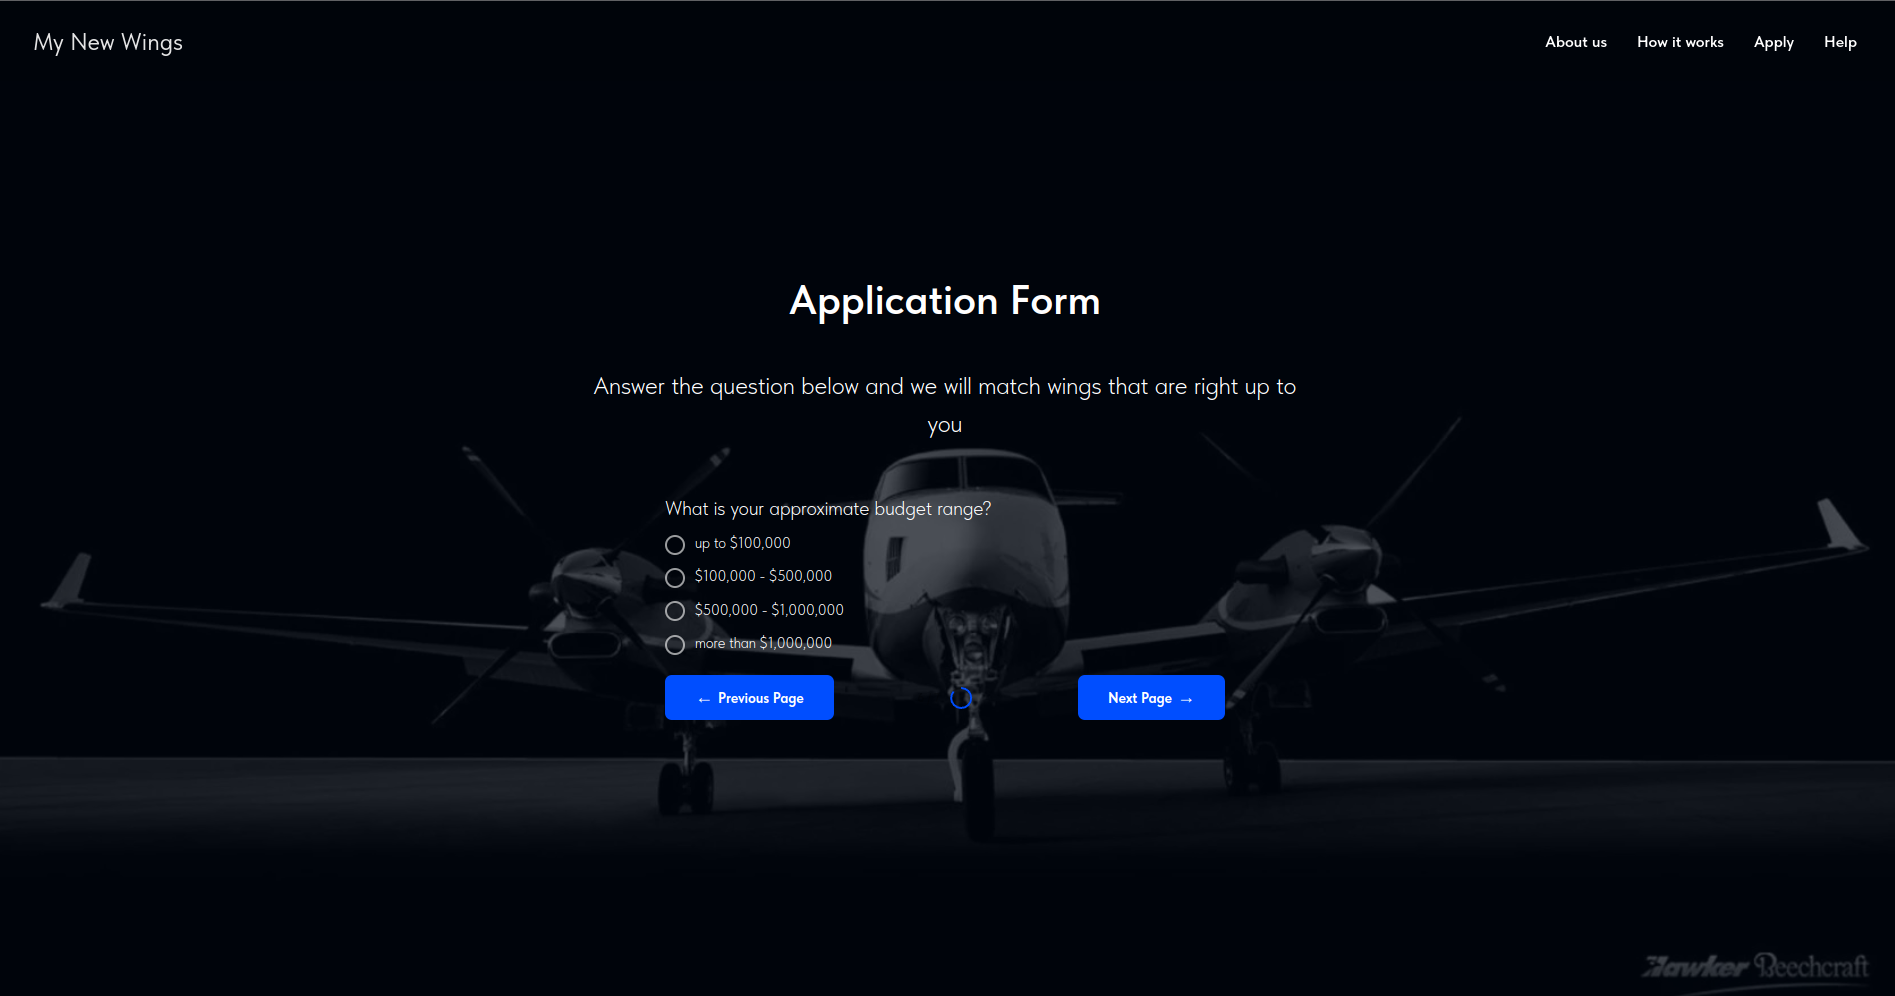 My New Wings
About us
How it works
Apply
Help
Application Form
Answer the question below and we will match wings that are right up to
you
What is your approximate budget range?
up to $100,000
$100,000 - $500,000
$500,000 - $1,000,000
more than $1,000,000
← Previous Page
Next Page →
Hawker Beechcraft